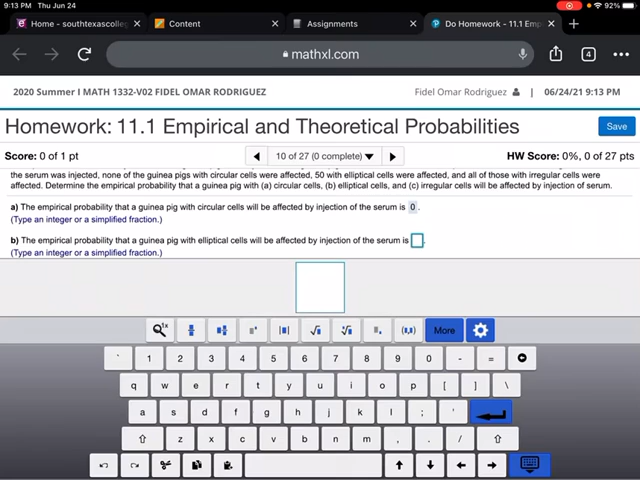 9:13 PM Thu Jun 24
92%
Home - southtexascolleg
Content
Assignments
Do Homework - 11.1 Emp
mathxl.com
4
2020 Summer I MATH 1332-V02 FIDEL OMAR RODRIGUEZ
Fidel Omar Rodriguez | 06/24/21 9:13 PM
Homework: 11.1 Empirical and Theoretical Probabilities
Save
Score: 0 of 1 pt
10 of 27 (0 complete)
HW Score: 0%, 0 of 27 pts
the serum was injected, none of the guinea pigs with circular cells were affected, 50 with elliptical cells were affected, and all of those with irregular cells were
affected. Determine the empirical probability that a guinea pig with (a) circular cells, (b) elliptical cells, and (c) irregular cells will be affected by injection of the serum.
a) The empirical probability that a guinea pig with circular cells will be affected by injection of the serum is 0.
(Type an integer or a simplified fraction.)
b) The empirical probability that a guinea pig with elliptical cells will be affected by injection of the serum is
(Type an integer or a simplified fraction.)
1x
More
` 1 2 3 4 5 6 7 8 9 0 - =
q w e r t y u i o p [ ] \
a s d f g h j k l ; '
z x c v b n m , . /